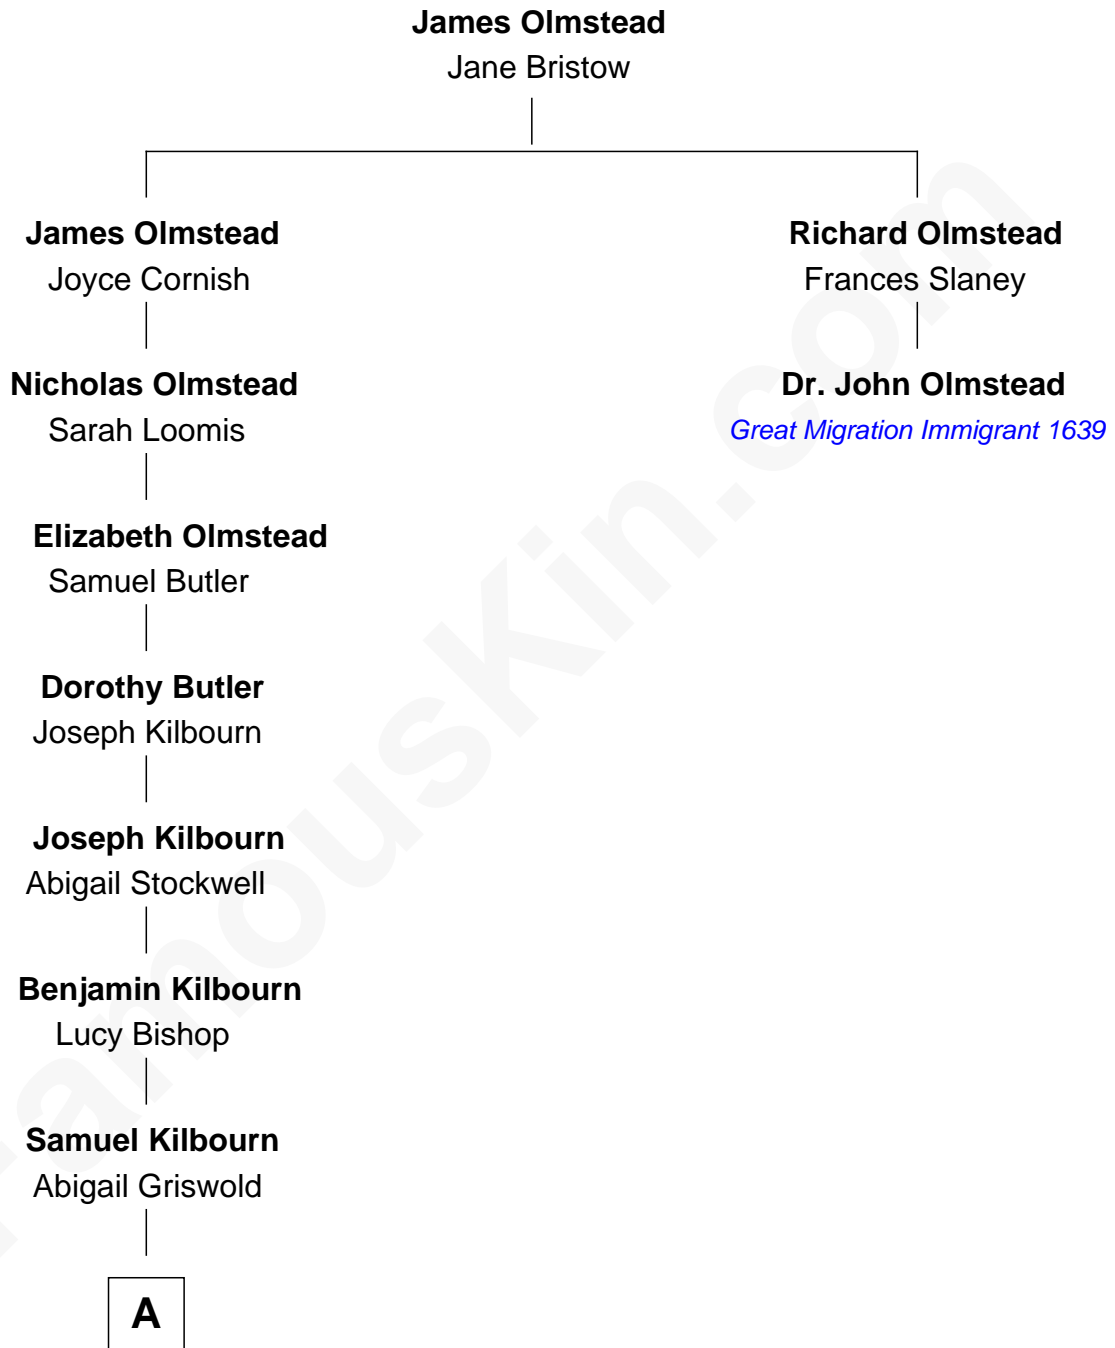 James Olmstead
Jane Bristow
James Olmstead
Joyce Cornish
Richard Olmstead
Frances Slaney
Nicholas Olmstead
Sarah Loomis
Dr. John Olmstead
Great Migration Immigrant 1639
Elizabeth Olmstead
Samuel Butler
Dorothy Butler
Joseph Kilbourn
Joseph Kilbourn
Abigail Stockwell
Benjamin Kilbourn
Lucy Bishop
Samuel Kilbourn
Abigail Griswold
A
FamousKin.com